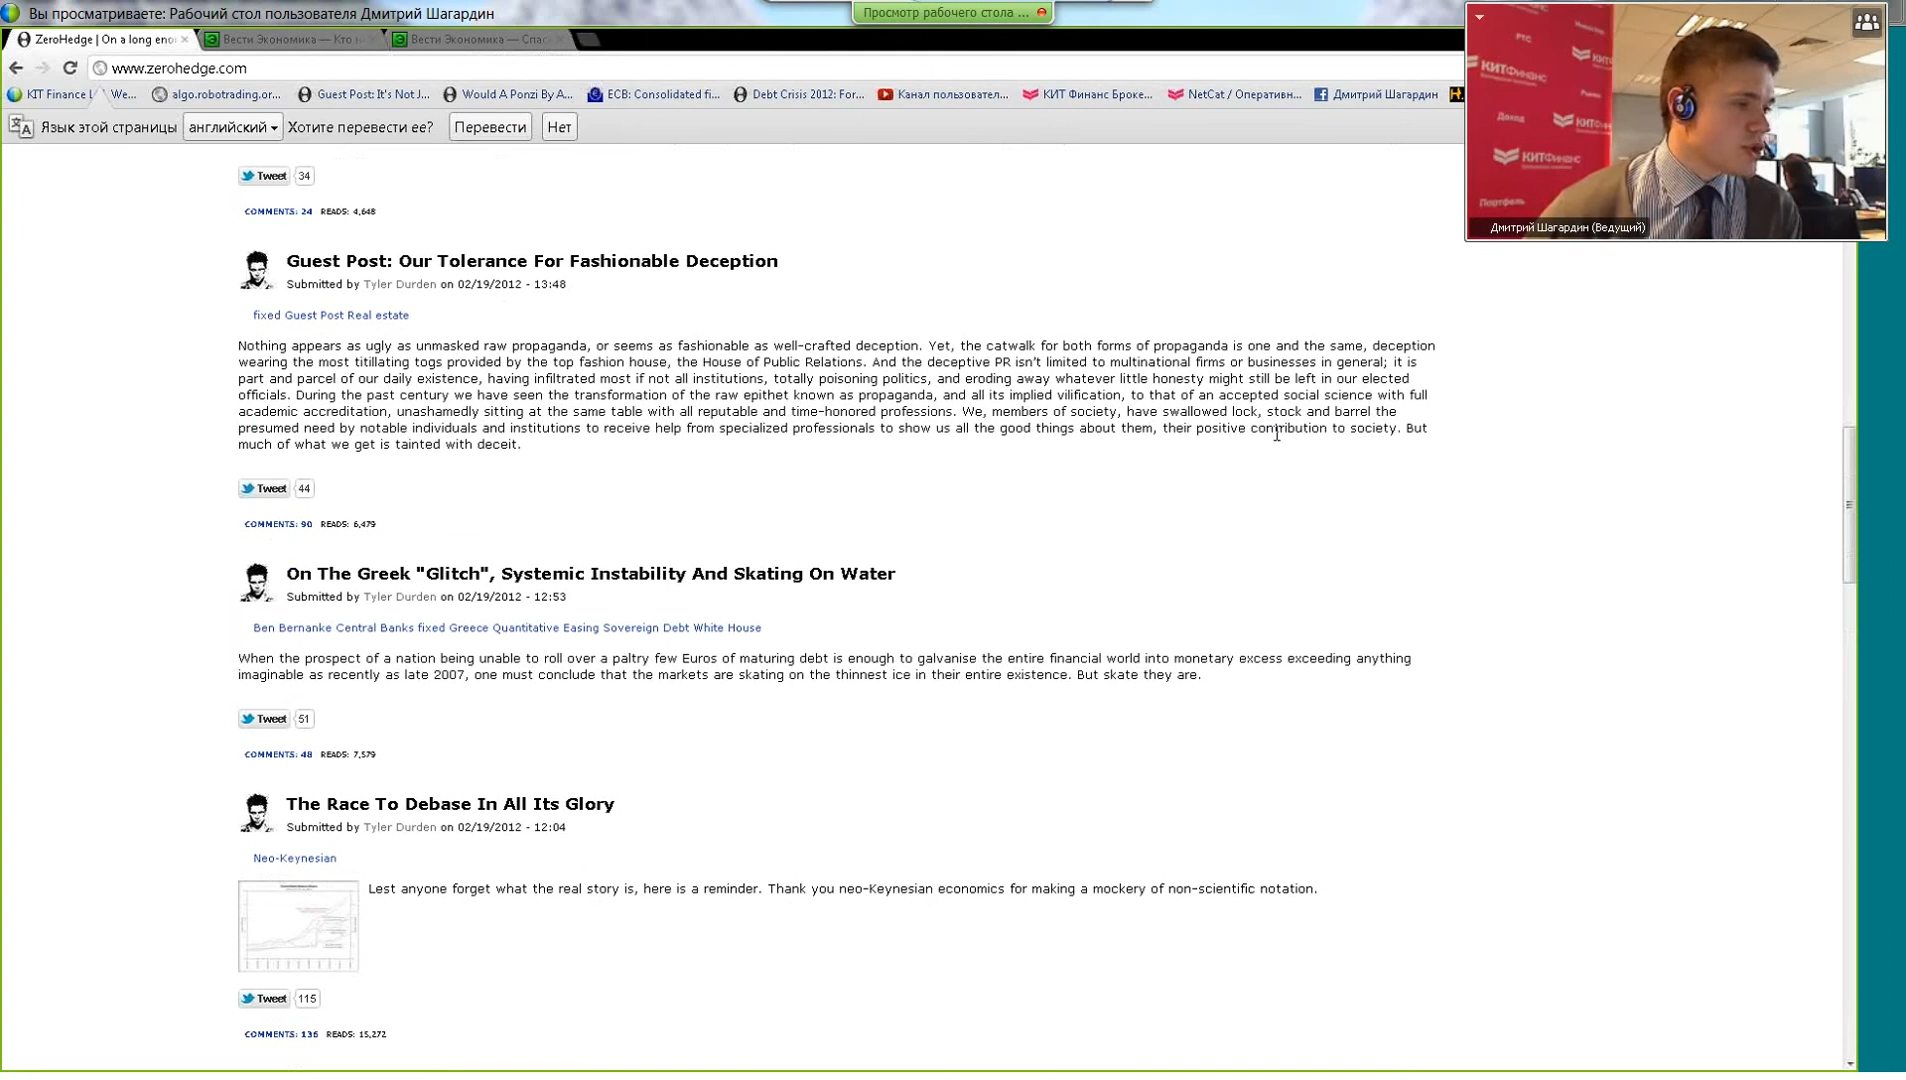 Вы просматриваете: Рабочий стол пользователя Дмитрий Шагардин
Просмотр рабочего стола ...
ZeroHedge | On a long eno
Вести Экономика — Кто н
Вести Экономика — Спас
www.zerohedge.com
KIT Finance
We...
algo.robotrading.or...
Guest Post: It's Not J...
Would A Ponzi By A...
ECB: Consolidated fi...
Debt Crisis 2012: For...
Канал пользовател...
КИТ Финанс Броке...
NetCat / Оперативн...
Дмитрий Шагардин
Язык этой страницы английский Хотите перевести ее? Перевести Нет
РТС
КИТФинанс
КИТФин
Доход
КИТФинанс
Портфель
Дмитрий Шагардин (Ведущий)
Tweet 34
COMMENTS: 24 READS: 4,648
Guest Post: Our Tolerance For Fashionable Deception
Submitted by Tyler Durden on 02/19/2012 - 13:48
fixed Guest Post Real estate
Nothing appears as ugly as unmasked raw propaganda, or seems as fashionable as well-crafted deception. Yet, the catwalk for both forms of propaganda is one and the same, deception
wearing the most titillating togs provided by the top fashion house, the House of Public Relations. And the deceptive PR isn't limited to multinational firms or businesses in general; it is
part and parcel of our daily existence, having infiltrated most if not all institutions, totally poisoning politics, and eroding away whatever little honesty might still be left in our elected
officials. During the past century we have seen the transformation of the raw epithet known as propaganda, and all its implied vilification, to that of an accepted social science with full
academic accreditation, unashamedly sitting at the same table with all reputable and time-honored professions. We, members of society, have swallowed lock, stock and barrel the
presumed need by notable individuals and institutions to receive help from specialized professionals to show us all the good things about them, their positive contribution to society. But
much of what we get is tainted with deceit.
Tweet 44
COMMENTS: 90 READS: 6,479
On The Greek "Glitch", Systemic Instability And Skating On Water
Submitted by Tyler Durden on 02/19/2012 - 12:53
Ben Bernanke Central Banks fixed Greece Quantitative Easing Sovereign Debt White House
When the prospect of a nation being unable to roll over a paltry few Euros of maturing debt is enough to galvanise the entire financial world into monetary excess exceeding anything
imaginable as recently as late 2007, one must conclude that the markets are skating on the thinnest ice in their entire existence. But skate they are.
Tweet 51
COMMENTS: 48 READS: 7,579
The Race To Debase In All Its Glory
Submitted by Tyler Durden on 02/19/2012 - 12:04
Neo-Keynesian
Lest anyone forget what the real story is, here is a reminder. Thank you neo-Keynesian economics for making a mockery of non-scientific notation.
Tweet 115
COMMENTS: 136 READS: 15,272